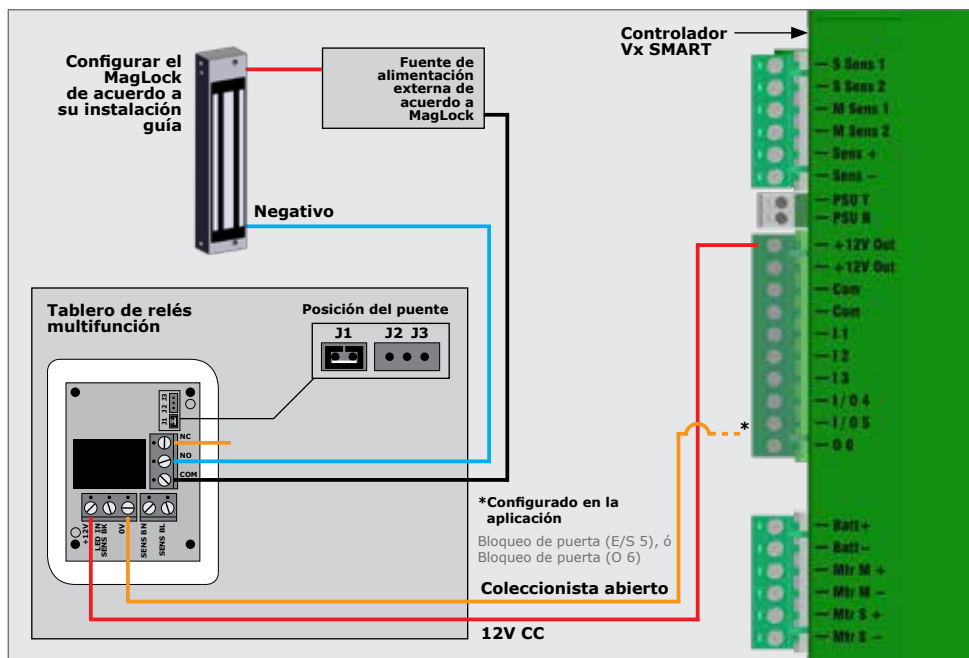 Configurar el
MagLock
de acuerdo a
su instalación
guía
Fuente de
alimentación
externa de
acuerdo a
MagLock
Controlador
Vx SMART
Negativo
Tablero de relés
multifunción
Posición del puente
J1 J2 J3
J1 J2 J3
NC
NO
COM
+12V
LED IN
SENS BK
0V
SENS BN
SENS BL
S Sens 1
S Sens 2
M Sens 1
M Sens 2
Sens +
Sens -
PSU T
PSU R
+12V Out
+12V Out
Com
Com
I 1
I 2
I 3
I / O 4
I / O 5
O 6
*
*Configurado en la
aplicación
Bloqueo de puerta (E/S 5), ó
Bloqueo de puerta (O 6)
Coleccionista abierto
12V CC
Batt+
Batt-
Mtr M +
Mtr M -
Mtr S +
Mtr S -